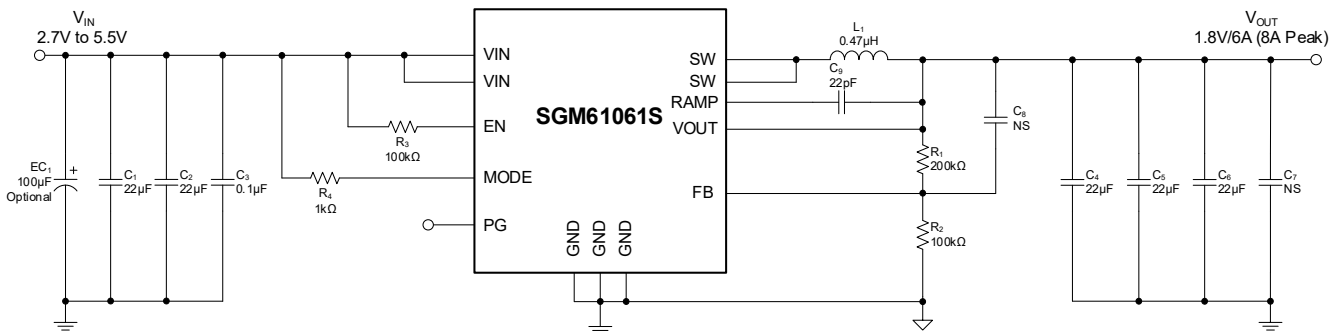 VIN
2.7V to 5.5V
EC1
100μF
Optional
+
C1
22μF
C2
22μF
C3
0.1μF
R3
100kΩ
R4
1kΩ
VIN
VIN
EN
MODE
PG
SGM61061S
GND
GND
GND
SW
SW
RAMP
VOUT
FB
L1
0.47μH
C9
22pF
R1
200kΩ
R2
100kΩ
C8
NS
C4
22μF
C5
22μF
C6
22μF
C7
NS
VOUT
1.8V/6A (8A Peak)